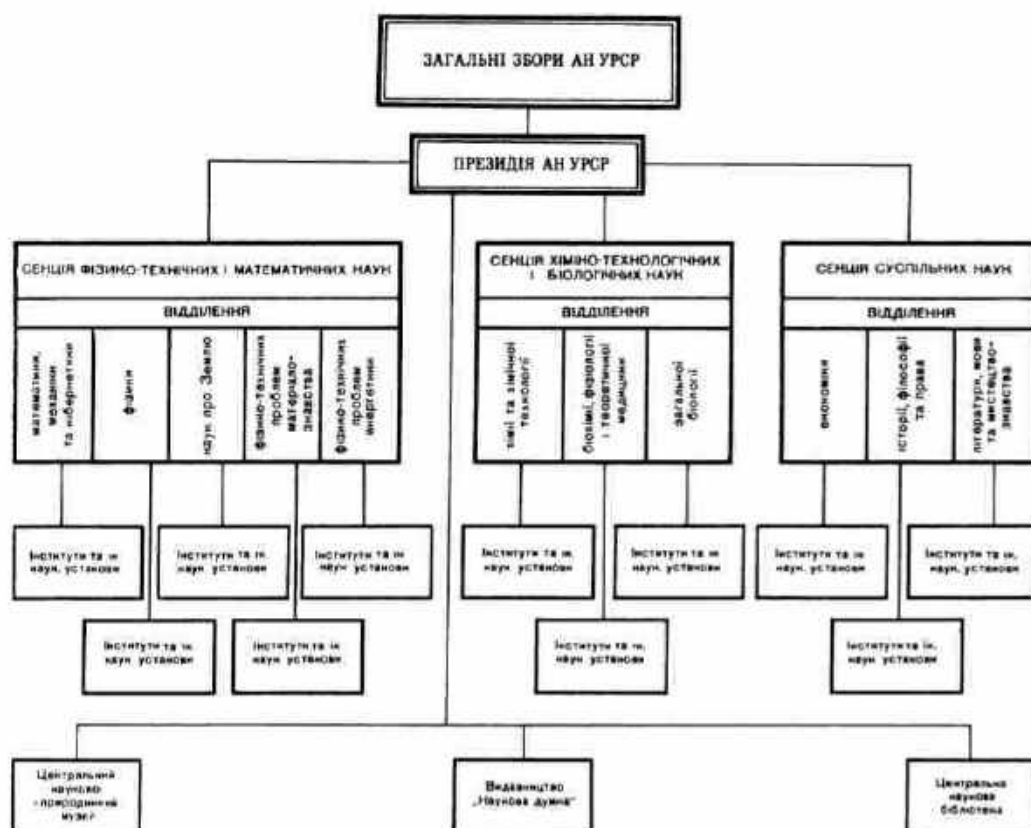 ЗАГАЛЬНІ ЗБОРИ АН УРСР
ПРЕЗИДІЯ АН УРСР
СЕКЦІЯ ФІЗИКО-ТЕХНІЧНИХ І МАТЕМАТИЧНИХ НАУК
ВІДДІЛЕННЯ
математики,
механіки
та кібернетики
фізики
наук про Землю
фізико-технічних
проблем
матеріало-
знавства
фізико-технічних
проблем
енергетики
СЕКЦІЯ ХІМІКО-ТЕХНОЛОГІЧНИХ
І БІОЛОГІЧНИХ НАУК
ВІДДІЛЕННЯ
хімії та хімічної
технології
біохімії, фізіології
і теоретичної
медицини
загальної
біології
СЕКЦІЯ СУСПІЛЬНИХ НАУК
ВІДДІЛЕННЯ
економіки
історії, філософії
та права
літератури, мови
та мистецтво-
знавства
Інститути та ін.
наук. установи
Інститути та ін.
наук. установи
Інститути та ін.
наук. установи
Інститути та ін.
наук. установи
Інститути та ін.
наук. установи
Інститути та ін.
наук. установи
Інститути та ін.
наук. установи
Інститути та ін.
наук. установи
Інститути та ін.
наук. установи
Інститути та ін.
наук. установи
Інститути та ін.
наук. установи
Центральний
науково
-природничий
музей
Видавництво
„Наукова думка"
Центральна
наукова
бібліотека